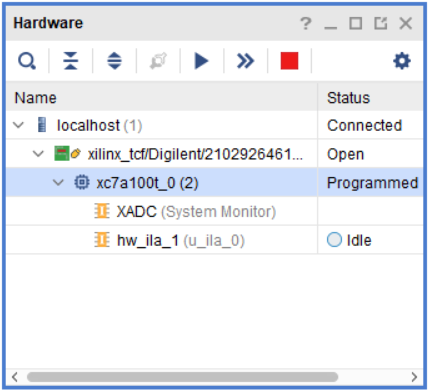 Hardware
Name Status
localhost (1) Connected
xilinx_tcf/Digilent/2102926461... Open
xc7a100t_0 (2) Programmed
XADC (System Monitor)
hw_ila_1 (u_ila_0) Idle